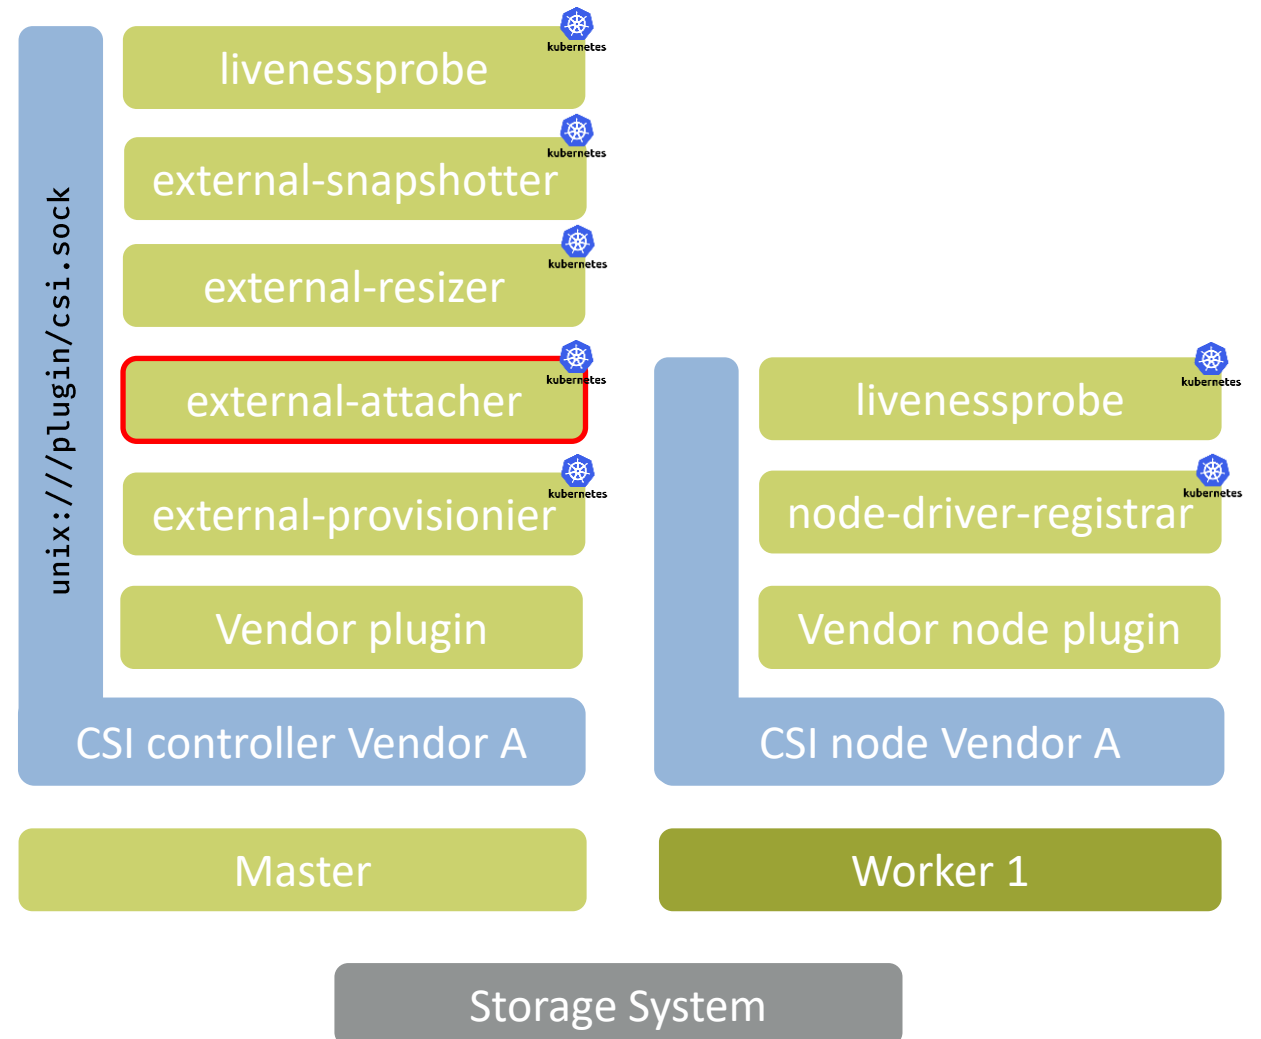 kubernetes
livenessprobe
kubernetes
external-snapshotter
kubernetes
external-resizer
kubernetes
external-attacher
kubernetes
external-provisionier
Vendor plugin
unix:///plugin/csi.sock
CSI controller Vendor A
Master
kubernetes
livenessprobe
kubernetes
node-driver-registrar
Vendor node plugin
CSI node Vendor A
Worker 1
Storage System